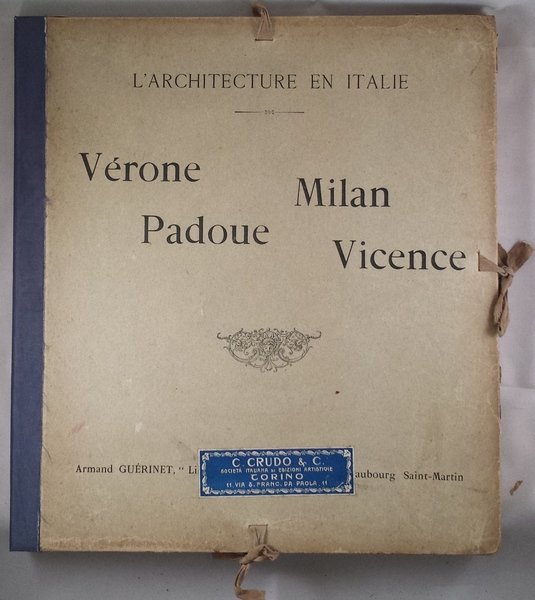 L'ARCHITECTURE EN ITALIE
Vérone
Milan
Padoue
Vicence
Armand GUÉRINET, " Li
aubourg Saint-Martin
C. CRUDO & C.
SOCIETÀ ITALIANA DI EDIZIONI ARTISTICHE
TORINO
11, VIA S. FRANC. DA PAOLA, 11